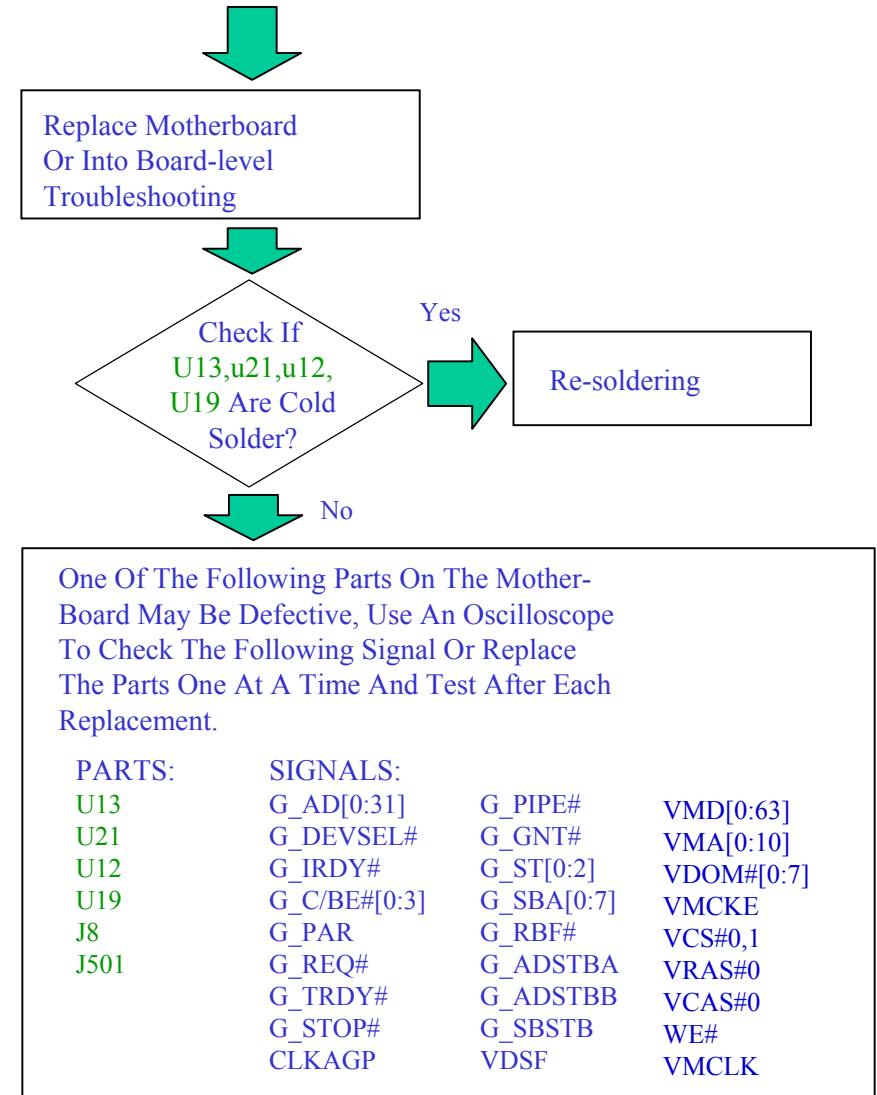 Replace Motherboard
Or Into Board-level
Troubleshooting
Check If
U13,u21,u12,
U19 Are Cold
Solder?
Yes
Re-soldering
No
One Of The Following Parts On The Mother-
Board May Be Defective, Use An Oscilloscope
To Check The Following Signal Or Replace
The Parts One At A Time And Test After Each
Replacement.
PARTS:
U13
U21
U12
U19
J8
J501
SIGNALS:
G_AD[0:31]
G_DEVSEL#
G_IRDY#
G_C/BE#[0:3]
G_PAR
G_REQ#
G_TRDY#
G_STOP#
CLKAGP
G_PIPE#
G_GNT#
G_ST[0:2]
G_SBA[0:7]
G_RBF#
G_ADSTBA
G_ADSTBB
G_SBSTB
VDSF
VMD[0:63]
VMA[0:10]
VDOM#[0:7]
VMCKE
VCS#0,1
VRAS#0
VCAS#0
WE#
VMCLK